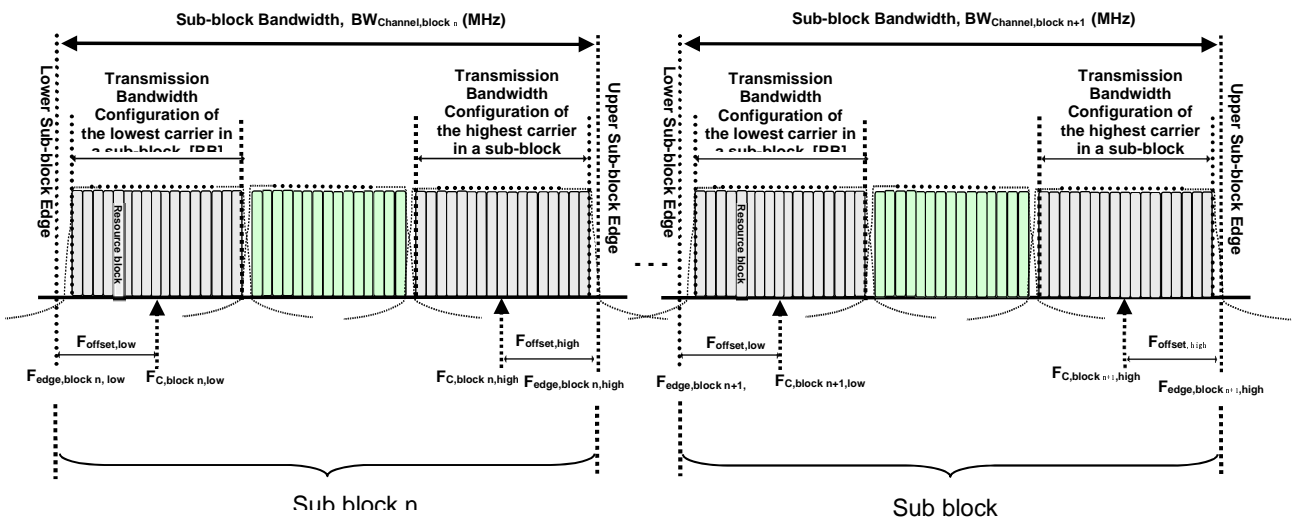 Sub-block Bandwidth, BWChannel,block n (MHz)
Lower Sub-block Edge
Transmission
Bandwidth
Configuration of
the lowest carrier in
a sub-block [RB]
Transmission
Bandwidth
Configuration of
the highest carrier
in a sub-block
Upper Sub-block Edge
Resource block
Foffset,low
Foffset,high
Fedge,block n, low
FC,block n,low
FC,block n,high
Fedge,block n,high
Sub block n
Sub-block Bandwidth, BWChannel,block n+1 (MHz)
Lower Sub-block Edge
Transmission
Bandwidth
Configuration of
the lowest carrier in
a sub-block [RB]
Transmission
Bandwidth
Configuration of
the highest carrier
in a sub-block
Upper Sub-block Edge
Resource block
Foffset,low
Foffset,high
Fedge,block n+1,
FC,block n+1,low
FC,block n+1,high
Fedge,block n+1,high
Sub block